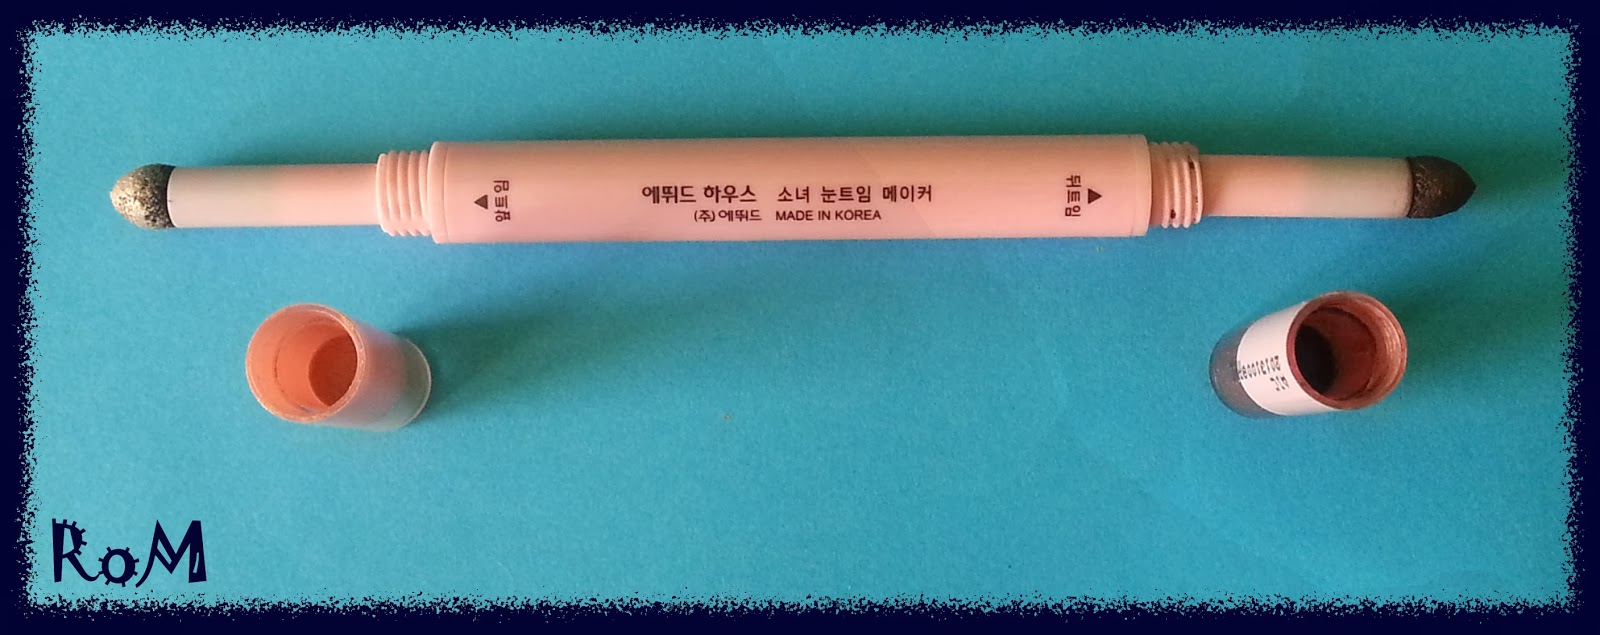 앞트임
에뛰드 하우스 소녀 눈트임 메이커
(주)에뛰드 MADE IN KOREA
뒤트임
RoM